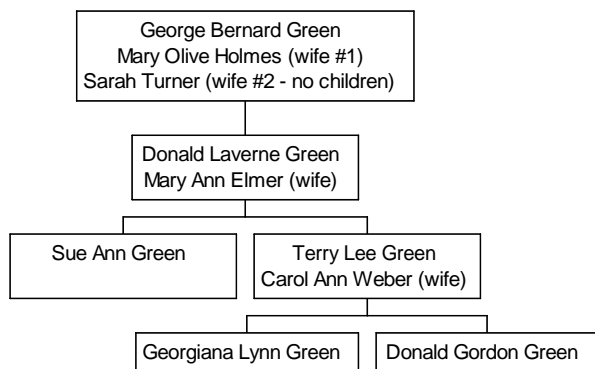 George Bernard Green
Mary Olive Holmes (wife #1)
Sarah Turner (wife #2 - no children)
Donald Laverne Green
Mary Ann Elmer (wife)
Sue Ann Green
Terry Lee Green
Carol Ann Weber (wife)
Georgiana Lynn Green
Donald Gordon Green